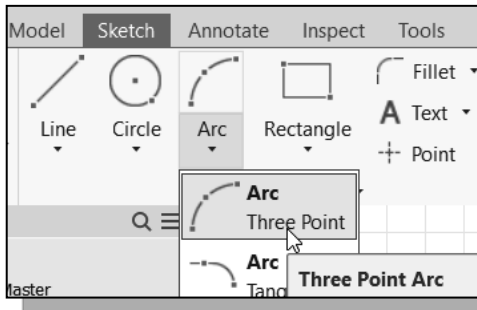 Model Sketch Annotate Inspect Tools
Fillet
Text
Point
Line Circle Arc Rectangle
Arc
Three Point
Arc
Three Point Arc